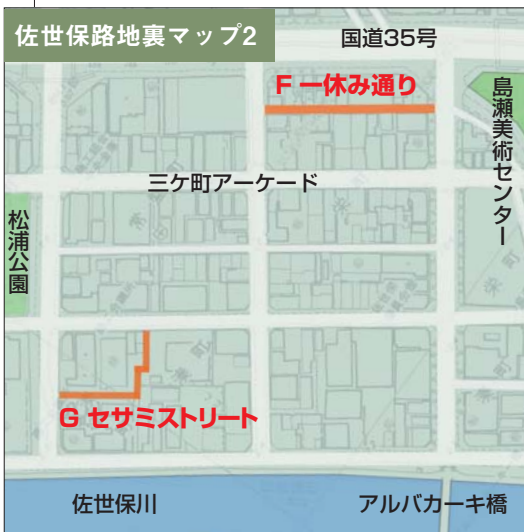 佐世保路地裏マップ2
国道35号
F 一休み通り
島瀬美術センター
三ケ町アーケード
松浦公園
G セサミストリート
佐世保川
アルバカーキ橋